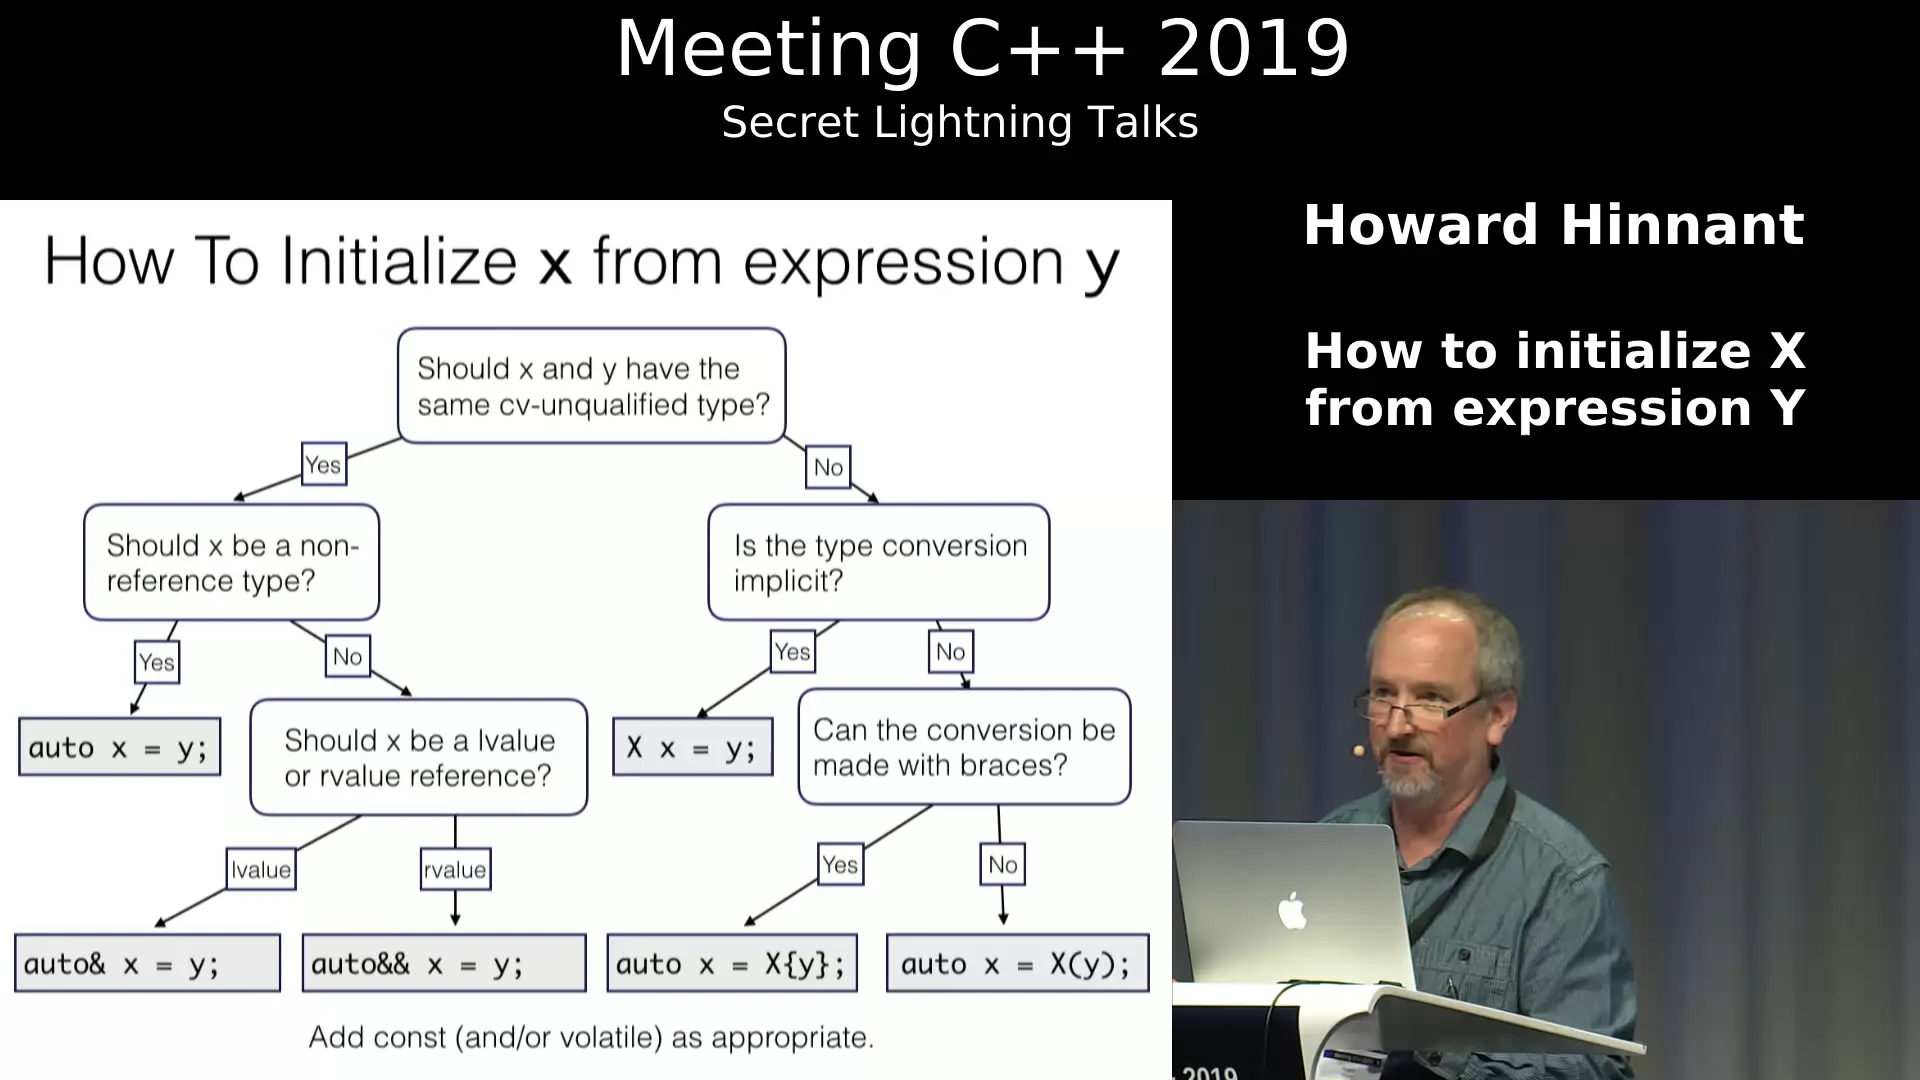 Meeting C++ 2019
Secret Lightning Talks
Howard Hinnant
How to initialize X
from expression Y
How To Initialize x from expression y
Should x and y have the
same cv-unqualified type?
Yes
No
Should x be a non-
reference type?
Is the type conversion
implicit?
Yes
No
Yes
No
auto x = y;
Should x be a lvalue
or rvalue reference?
X x = y;
Can the conversion be
made with braces?
lvalue
rvalue
Yes
No
auto& x = y;
auto&& x = y;
auto x = X{y};
auto x = X(y);
Add const (and/or volatile) as appropriate.
2019